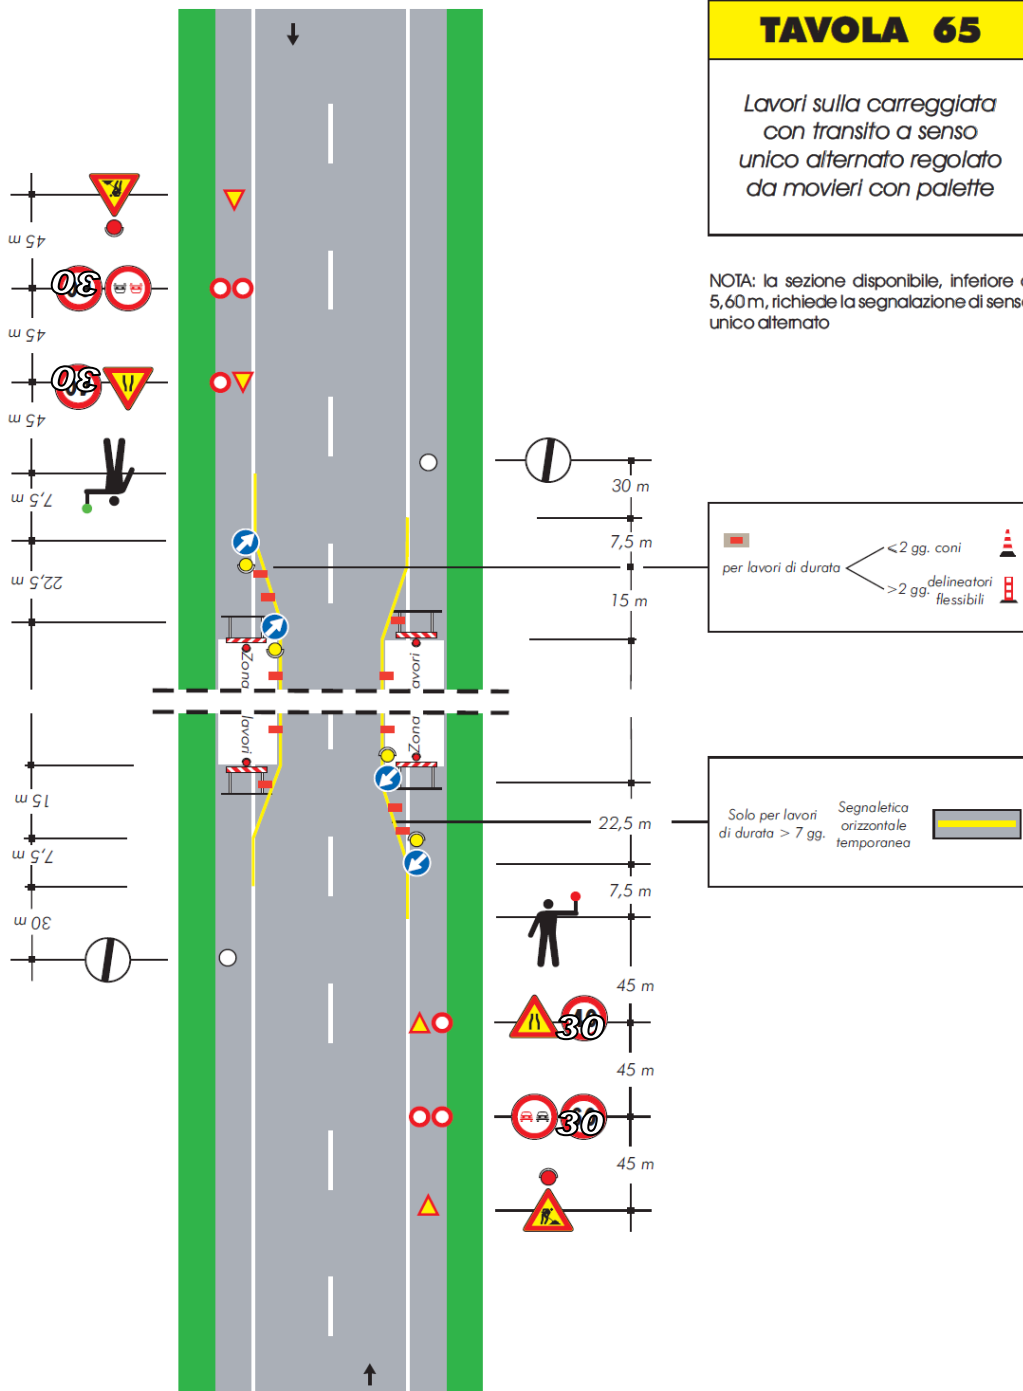 TAVOLA 65
Lavori sulla carreggiata
con transito a senso
unico alternato regolato
da movieri con palette
NOTA: la sezione disponibile, inferiore
5,60 m, richiede la segnalazione di senso
unico alternato
45 m
30
45 m
30
45 m
7,5 m
22,5 m
30 m
7,5 m
15 m
per lavori di durata
≤2 gg. coni
>2 gg. delineatori
flessibili
Zona
lavori
Zona
avori
15 m
7,5 m
30 m
22,5 m
7,5 m
Solo per lavori
di durata > 7 gg.
Segnaletica
orizzontale
temporanea
45 m
30
45 m
30
45 m